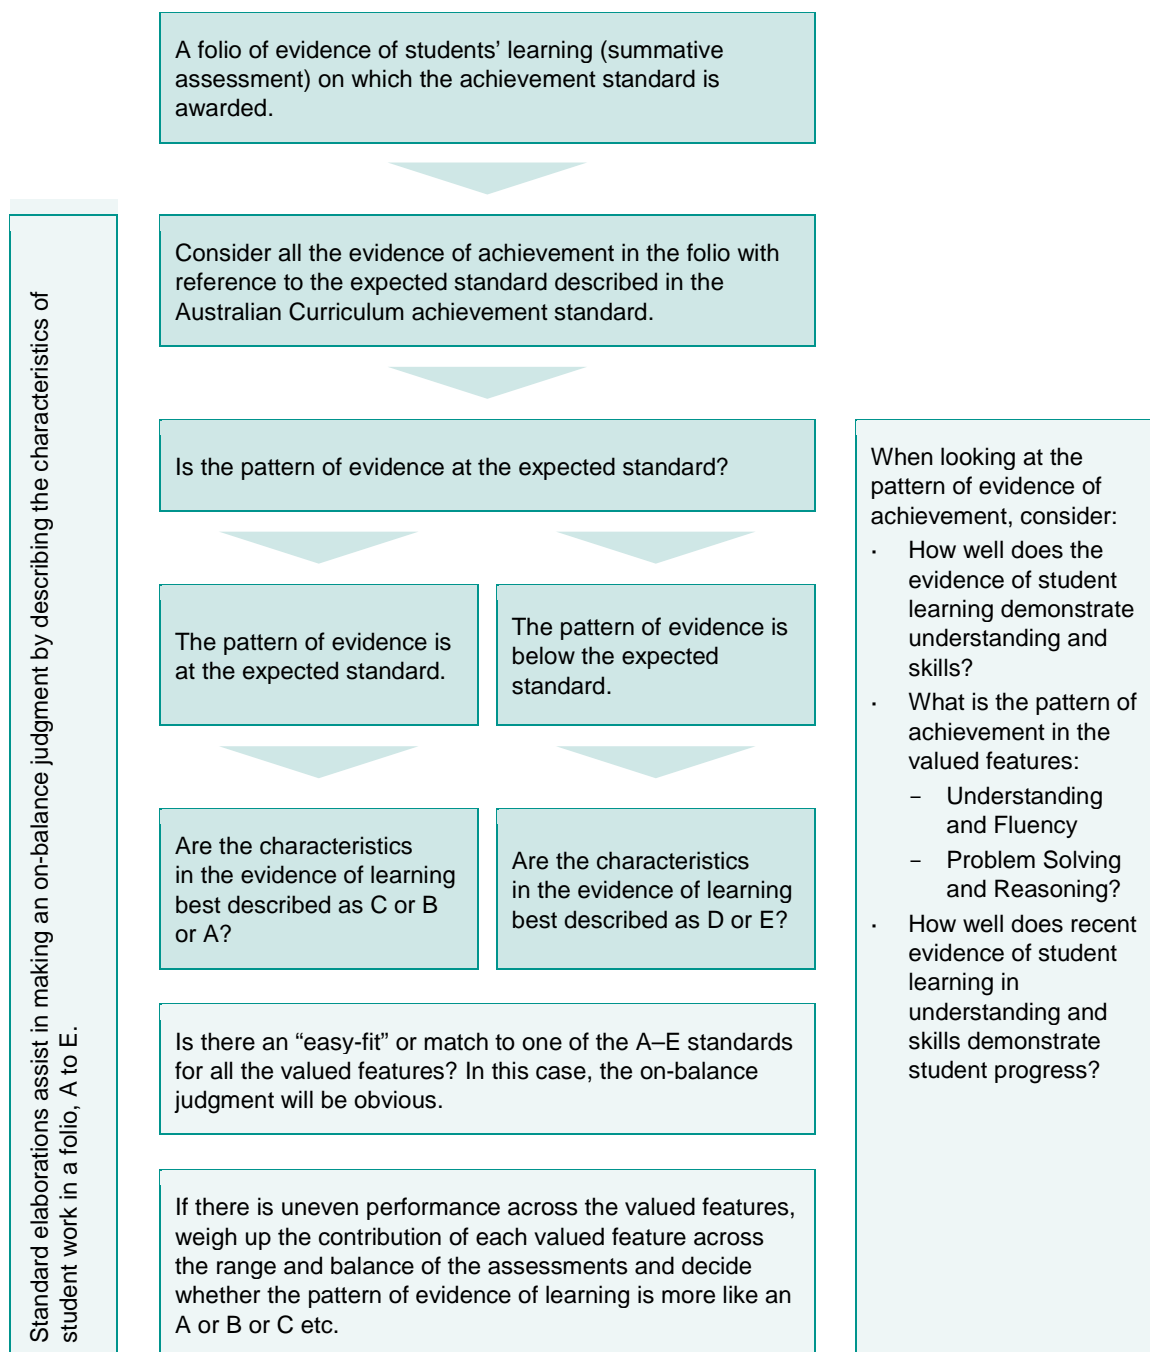 A folio of evidence of students’ learning (summative
assessment) on which the achievement standard is
awarded.
Standard elaborations assist in making an on-balance judgment by describing the characteristics of
student work in a folio, A to E.
Consider all the evidence of achievement in the folio with
reference to the expected standard described in the
Australian Curriculum achievement standard.
Is the pattern of evidence at the expected standard?
The pattern of evidence is
at the expected standard.
The pattern of evidence is
below the expected
standard.
Are the characteristics
in the evidence of learning
best described as C or B
or A?
Are the characteristics
in the evidence of learning
best described as D or E?
Is there an “easy-fit” or match to one of the A–E standards
for all the valued features? In this case, the on-balance
judgment will be obvious.
If there is uneven performance across the valued features,
weigh up the contribution of each valued feature across
the range and balance of the assessments and decide
whether the pattern of evidence of learning is more like an
A or B or C etc.
When looking at the
pattern of evidence of
achievement, consider:
· How well does the
evidence of student
learning demonstrate
understanding and
skills?
· What is the pattern of
achievement in the
valued features:
− Understanding
and Fluency
− Problem Solving
and Reasoning?
· How well does recent
evidence of student
learning in
understanding and
skills demonstrate
student progress?